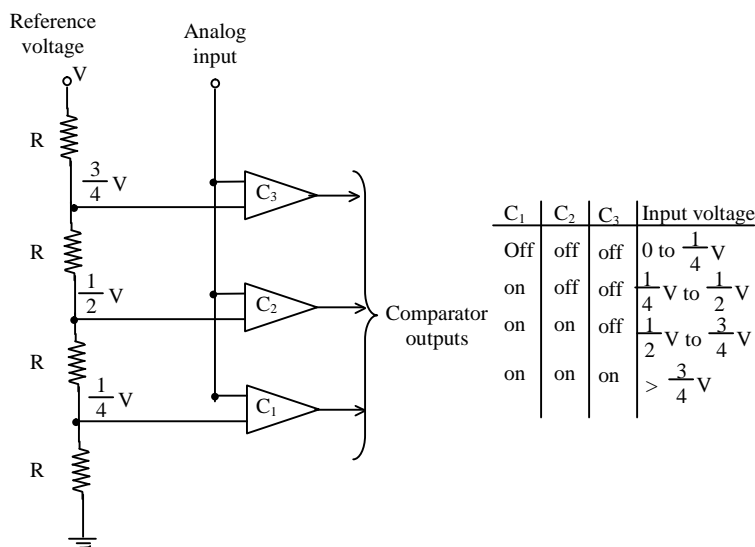 Reference
voltage
V
Analog
input
R
3/4 V
C3
R
1/2 V
C2
R
1/4 V
C1
R
Comparator
outputs
C1 C2 C3 Input voltage
Off off off 0 to 1/4 V
on off off 1/4 V to 1/2 V
on on off 1/2 V to 3/4 V
on on on > 3/4 V